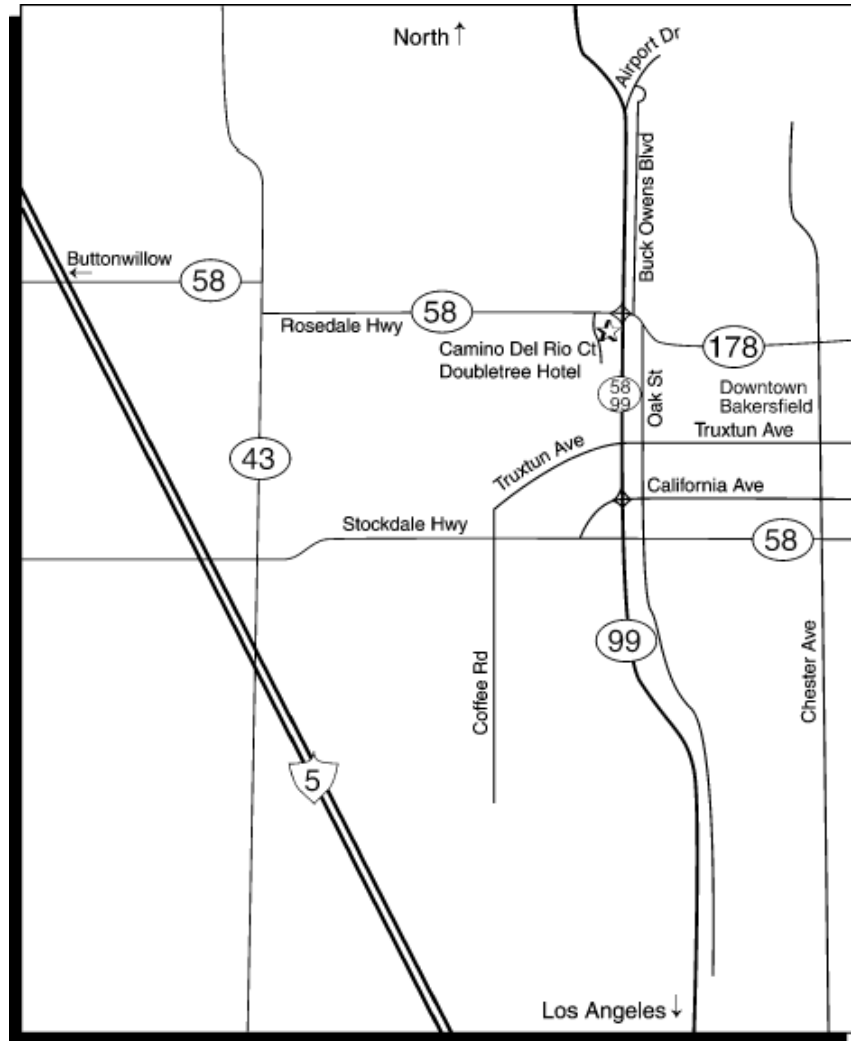 North ↑
Airport Dr
Buck Owens Blvd
Buttonwillow
←
58
58
Rosedale Hwy
178
Camino Del Rio Ct
Doubletree Hotel
58
99
Oak St
Downtown
Bakersfield
Truxtun Ave
Truxtun Ave
43
California Ave
Stockdale Hwy
58
99
Coffee Rd
Chester Ave
5
Los Angeles ↓